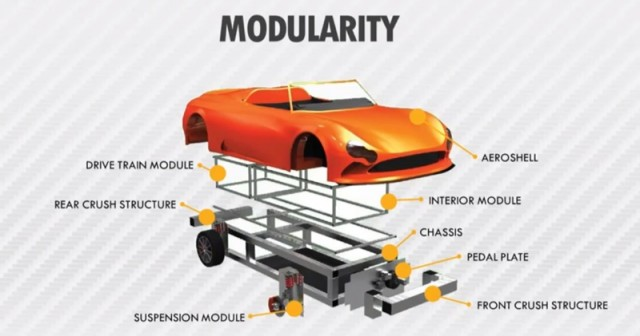 MODULARITY
AEROSHELL
DRIVE TRAIN MODULE
INTERIOR MODULE
REAR CRUSH STRUCTURE
CHASSIS
PEDAL PLATE
FRONT CRUSH STRUCTURE
SUSPENSION MODULE